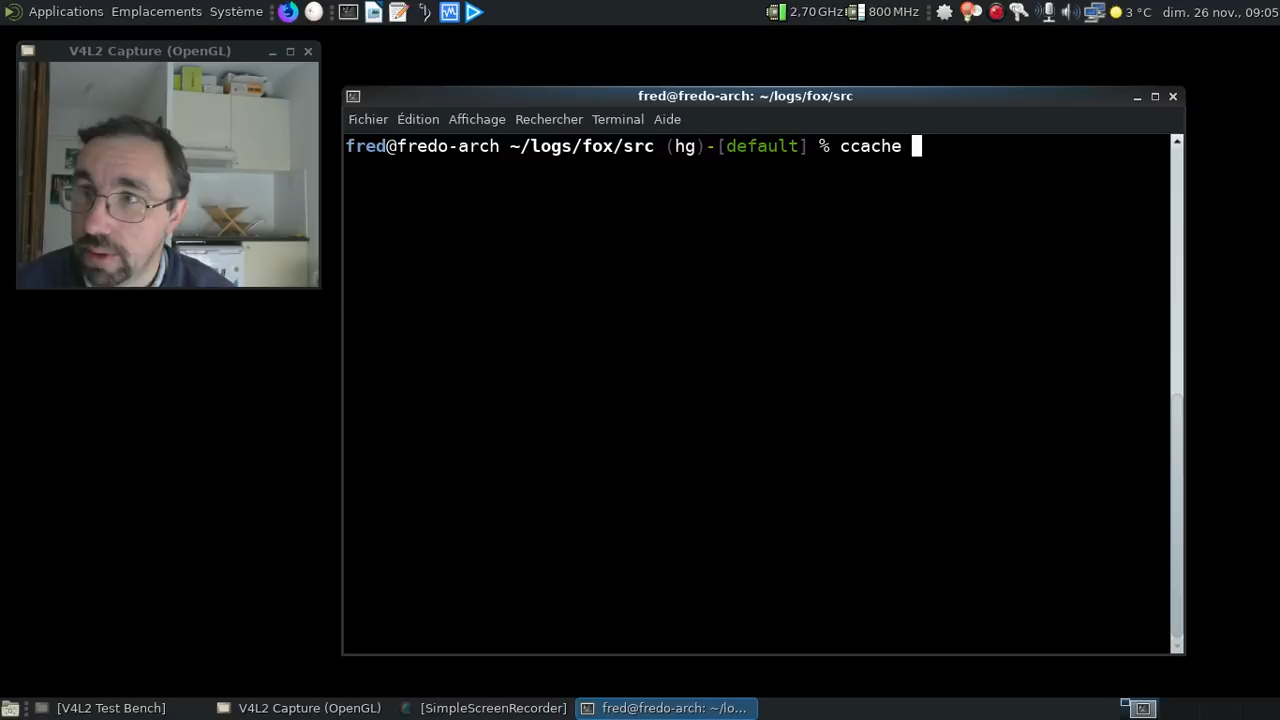 Applications Emplacements Système 2,70 GHz 800 MHz 3 °C dim. 26 nov., 09:05
V4L2 Capture (OpenGL)
fred@fredo-arch: ~/logs/fox/src
Fichier Édition Affichage Rechercher Terminal Aide
fred@fredo-arch ~/logs/fox/src (hg)-[default] % ccache
[V4L2 Test Bench] V4L2 Capture (OpenGL) [SimpleScreenRecorder] fred@fredo-arch: ~/lo...